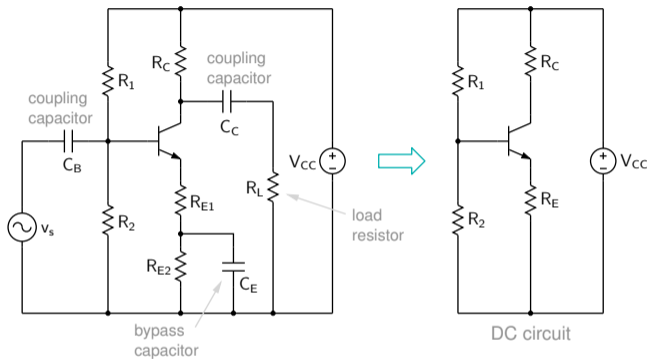 R1
RC
coupling
capacitor
coupling
capacitor
CC
CB
VCC
RL
RE1
load
resistor
R2
vs
RE2
CE
bypass
capacitor
R1
RC
VCC
R2
RE
DC circuit